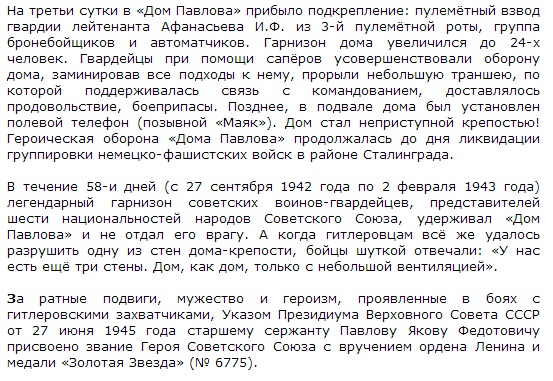 На третьи сутки в «Дом Павлова» прибыло подкрепление: пулемётный взвод
гвардии лейтенанта Афанасьева И.Ф. из 3-й пулемётной роты, группа
бронебойщиков и автоматчиков. Гарнизон дома увеличился до 24-х
человек. Гвардейцы при помощи сапёров усовершенствовали оборону
дома, заминировав все подходы к нему, прорыли небольшую траншею, по
которой поддерживалась связь с командованием, доставлялось
продовольствие, боеприпасы. Позднее, в подвале дома был установлен
полевой телефон (позывной «Маяк»). Дом стал неприступной крепостью!
Героическая оборона «Дома Павлова» продолжалась до дня ликвидации
группировки немецко-фашистских войск в районе Сталинграда.
В течение 58-и дней (с 27 сентября 1942 года по 2 февраля 1943 года)
легендарный гарнизон советских воинов-гвардейцев, представителей
шести национальностей народов Советского Союза, удерживал «Дом
Павлова» и не отдал его врагу. А когда гитлеровцам всё же удалось
разрушить одну из стен дома-крепости, бойцы шуткой отвечали: «У нас
есть ещё три стены. Дом, как дом, только с небольшой вентиляцией».
За ратные подвиги, мужество и героизм, проявленные в боях с
гитлеровскими захватчиками, Указом Президиума Верховного Совета СССР
от 27 июня 1945 года старшему сержанту Павлову Якову Федотовичу
присвоено звание Героя Советского Союза с вручением ордена Ленина и
медали «Золотая Звезда» (№ 6775).